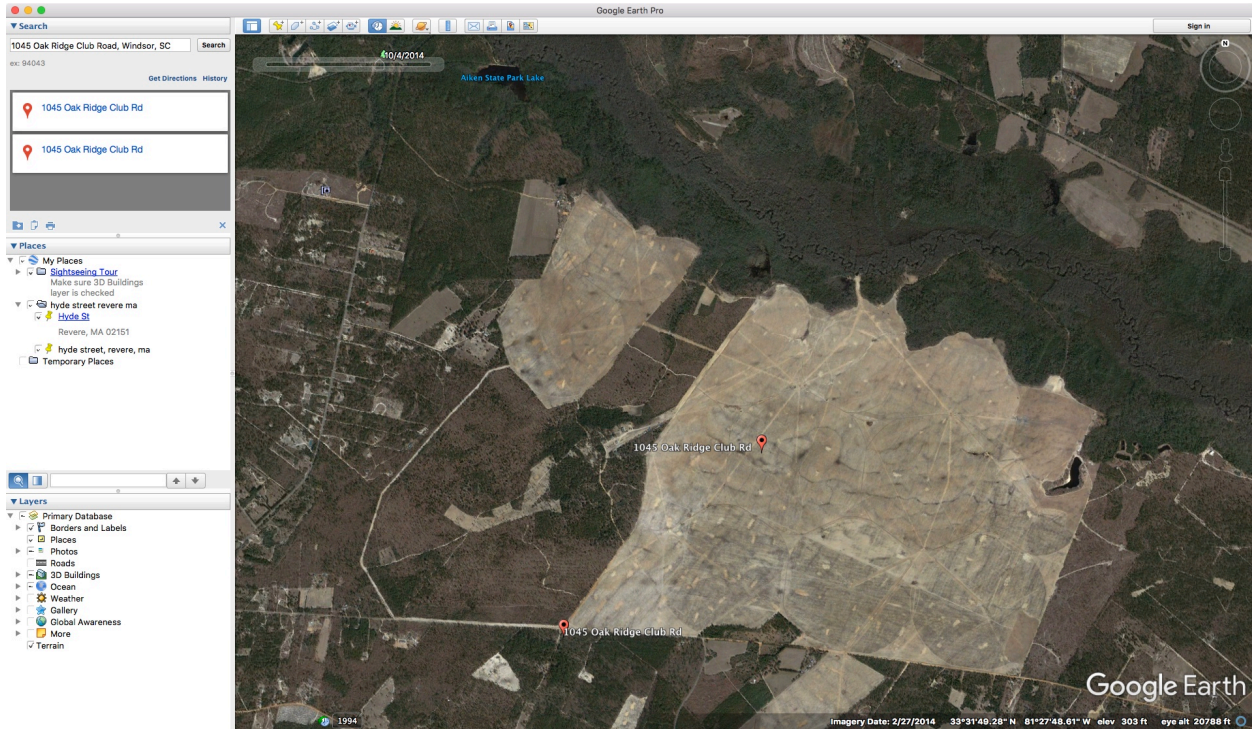 Google Earth Pro
▼ Search
1045 Oak Ridge Club Road, Windsor, SC
Search
ex: 94043
Get Directions History
1045 Oak Ridge Club Rd
1045 Oak Ridge Club Rd
▼ Places
My Places
Sightseeing Tour
Make sure 3D Buildings
layer is checked
hyde street revere ma
Hyde St
Revere, MA 02151
hyde street, revere, ma
Temporary Places
▼ Layers
Primary Database
Borders and Labels
Places
Photos
Roads
3D Buildings
Ocean
Weather
Gallery
Global Awareness
More
Terrain
Sign in
10/4/2014
N
Aiken State Park Lake
1045 Oak Ridge Club Rd
1045 Oak Ridge Club Rd
Google Earth
1994
Imagery Date: 2/27/2014 33°31'49.28" N 81°27'48.61" W elev 303 ft eye alt 20788 ft